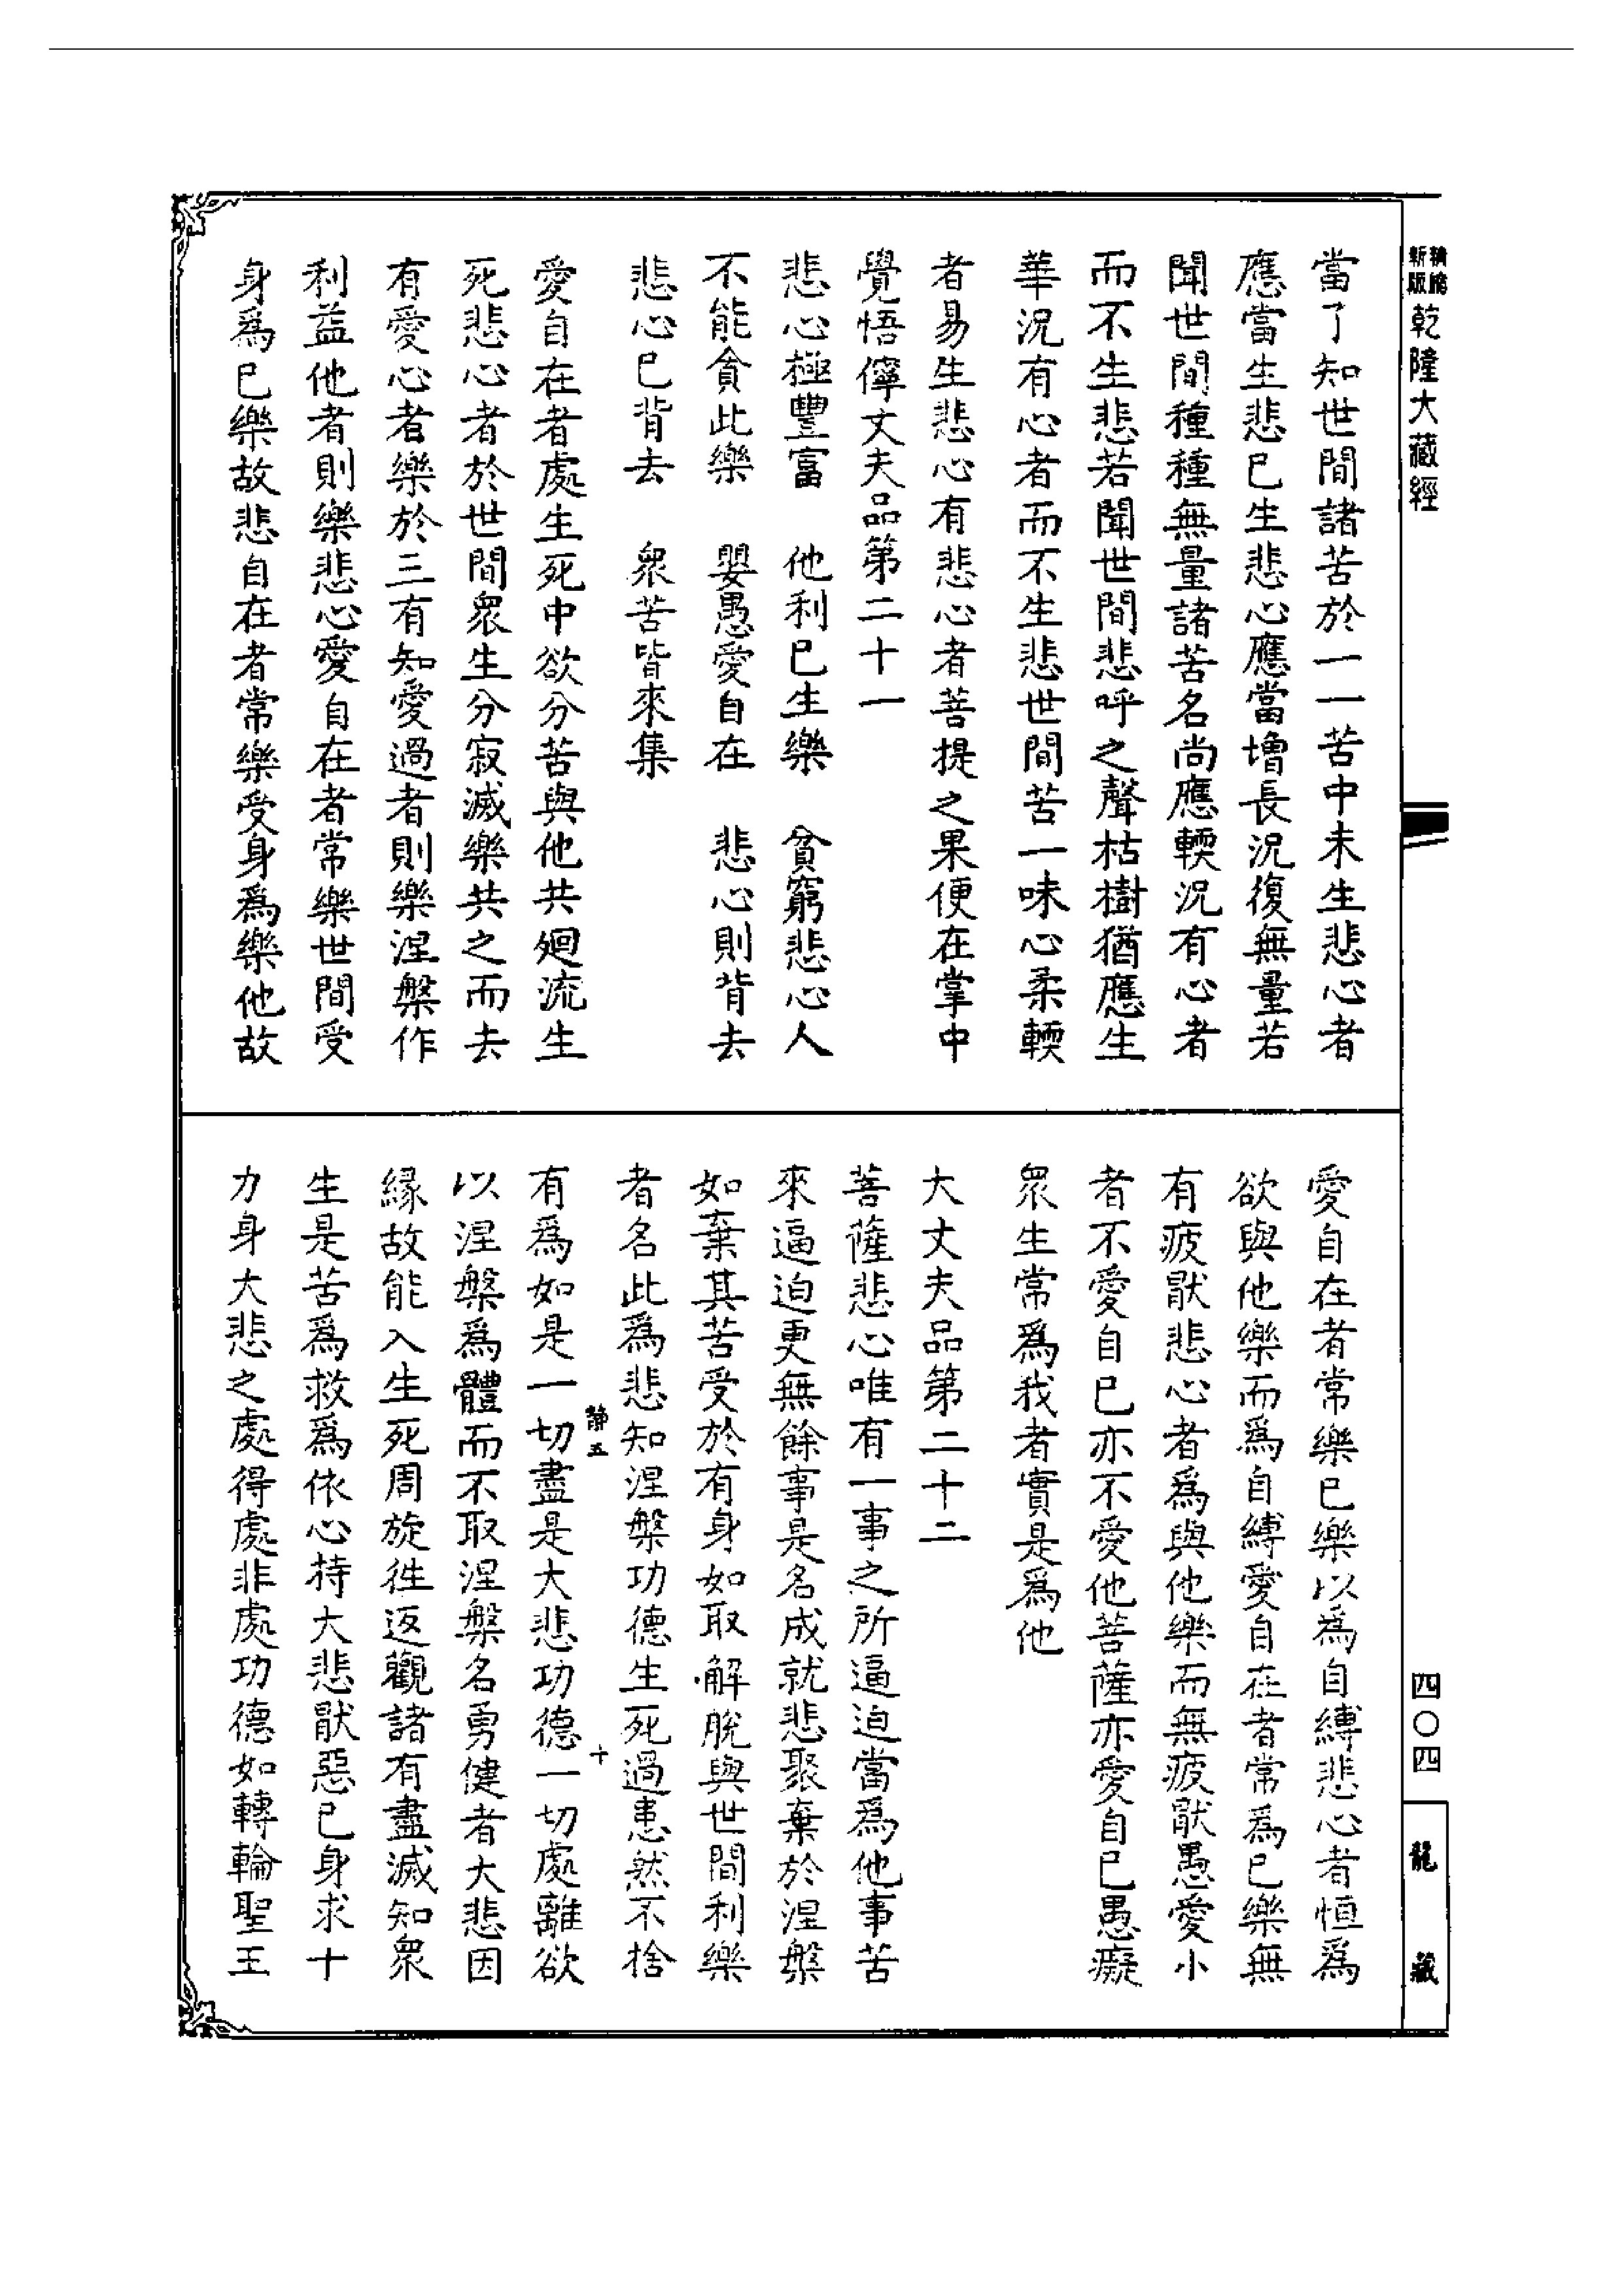 新版
精縮
乾隆大藏經
當了知世間諸苦於一一苦中未生悲心者
應當生悲已生悲心應當增長況復無量若
聞世間種種無量諸苦名尚應輭況有心者
而不生悲若聞世間悲呼之聲枯樹猶應生
華況有心者而不生悲世間苦一味心柔輭
者易生悲心有悲心者菩提之果便在掌中
覺悟儜丈夫品第二十一
悲心極豐富 他利已生樂 貧窮悲心人
不能貪此樂 嬰愚愛自在 悲心則背去
悲心已背去 衆苦皆來集
愛自在者處生死中欲分苦與他共廻流生
死悲心者於世間衆生分寂滅樂共之而去
有愛心者樂於三有知愛過者則樂涅槃作
利益他者則樂悲心愛自在者常樂世間受
身爲已樂故悲自在者常樂受身爲樂他故
愛自在者常樂已樂以爲自縛悲心者恒爲
欲與他樂而爲自縛愛自在者常爲已樂無
有疲猒悲心者爲與他樂而無疲猒愚愛小
者不愛自已亦不愛他菩薩亦愛自已愚癡
衆生常爲我者實是爲他
大丈夫品第二十二
菩薩悲心唯有一事之所逼迫當爲他事苦
來逼迫更無餘事是名成就悲聚棄於涅槃
如棄其苦受於有身如取解脫與世間利樂
者名此爲悲知涅槃功德生死過患然不捨
靜五
十
有爲如是一切盡是大悲功德一切處離欲
以涅槃爲體而不取涅槃名勇健者大悲因
緣故能入生死周旋徃返觀諸有盡滅知衆
生是苦爲救爲依心持大悲猒惡已身求十
力身大悲之處得處非處功德如轉輪聖王
四〇四
龍藏